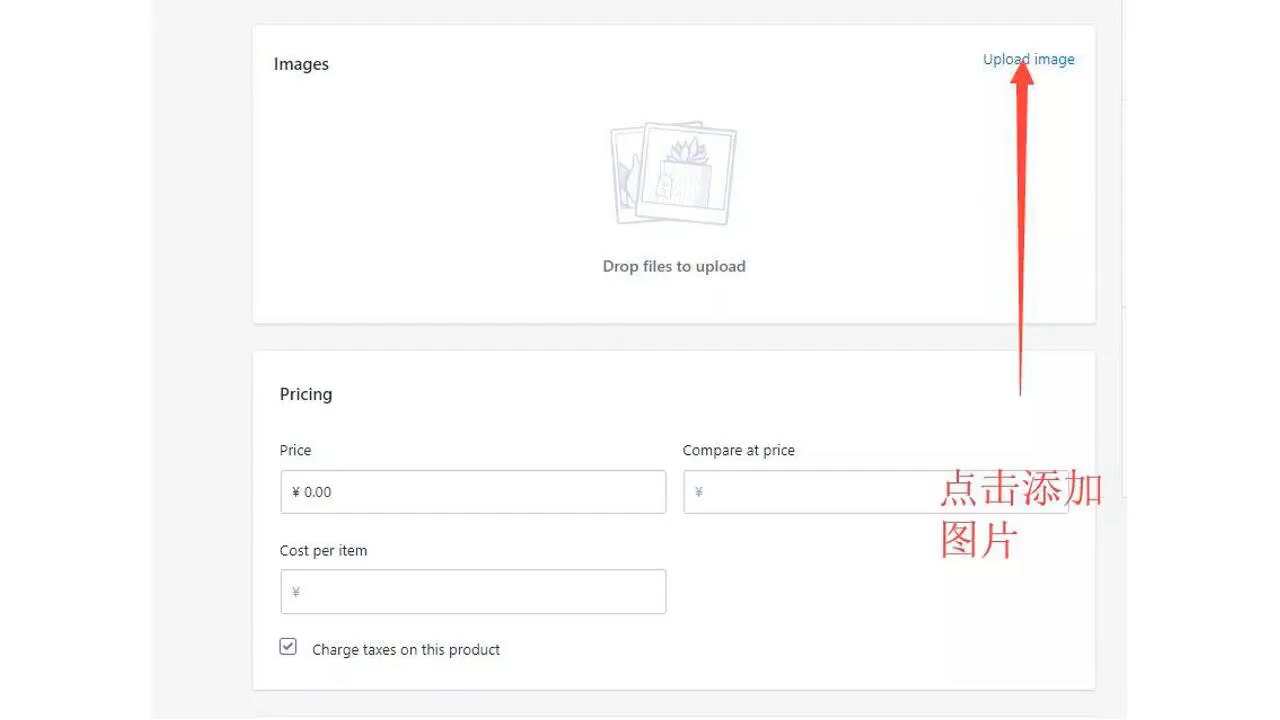 Images
Upload image
Drop files to upload
Pricing
Price
Compare at price
¥ 0.00
¥
点击添加
图片
Cost per item
¥
Charge taxes on this product